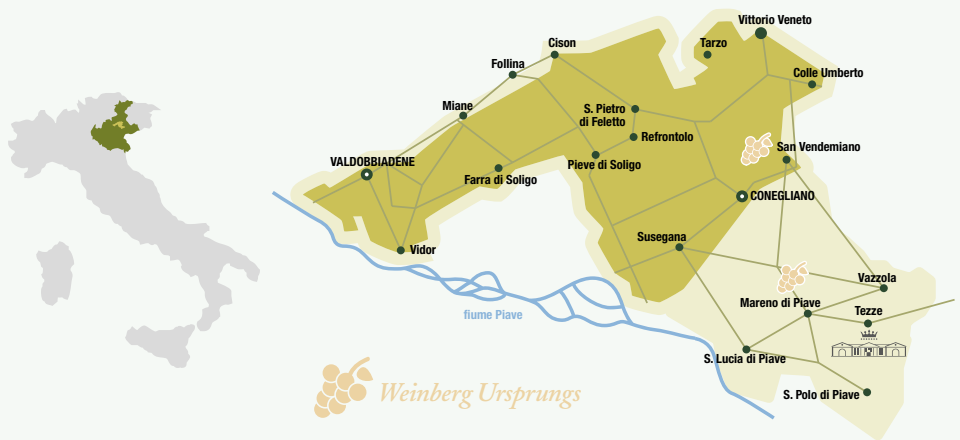 Vittorio Veneto
Cison
Tarzo
Follina
Colle Umberto
Miane
S. Pietro
di Feletto
Refrontolo
San Vendemiano
VALDOBBIADENE
Pieve di Soligo
Farra di Soligo
CONEGLIANO
Susegana
Vidor
Vazzola
Mareno di Piave
Tezze
fiume Piave
S. Lucia di Piave
Weinberg Ursprungs
S. Polo di Piave